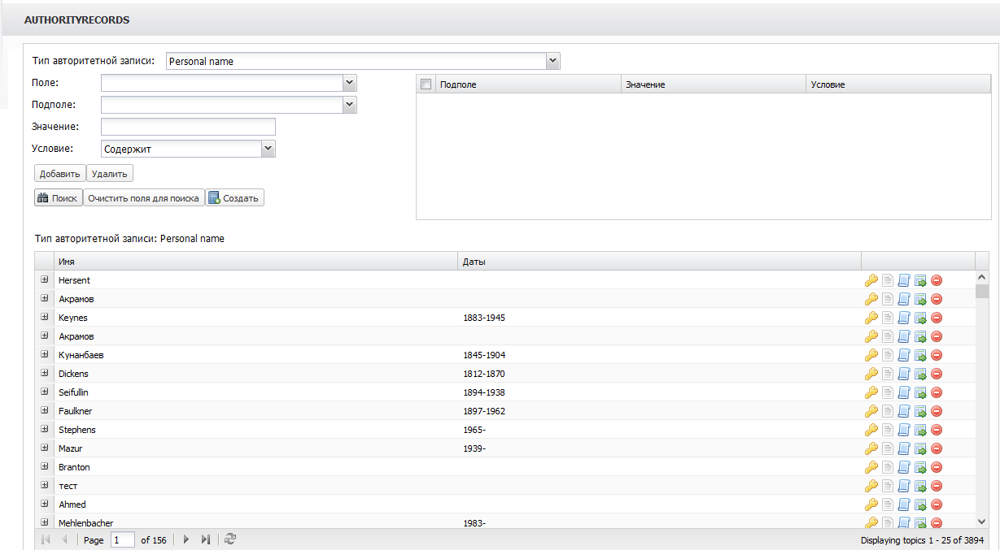 AUTHORITYRECORDS
Тип авторитетной записи: Personal name
Поле:
Подполе:
Значение:
Условие: Содержит
Добавить Удалить
Поиск Очистить поля для поиска Создать
Подполе Значение Условие
Тип авторитетной записи: Personal name
Имя Даты
Hersent
Акрамов
Keynes 1883-1945
Акрамов
Кунанбаев 1845-1904
Dickens 1812-1870
Seifullin 1894-1938
Faulkner 1897-1962
Stephens 1965-
Mazur 1939-
Branton
тест
Ahmed
Mehlenbacher 1983-
Page 1 of 156 Displaying topics 1 - 25 of 3894